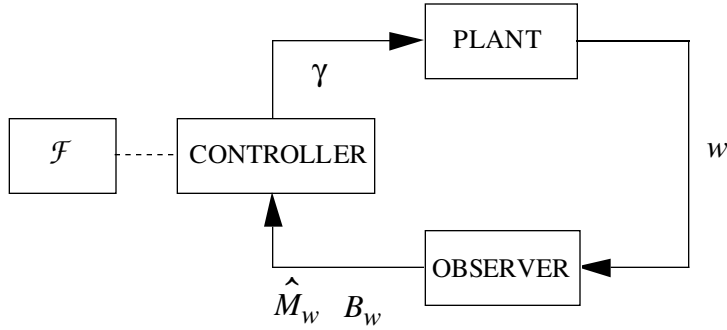 PLANT
γ
ℱ
CONTROLLER
w
OBSERVER
M̂_w B_w